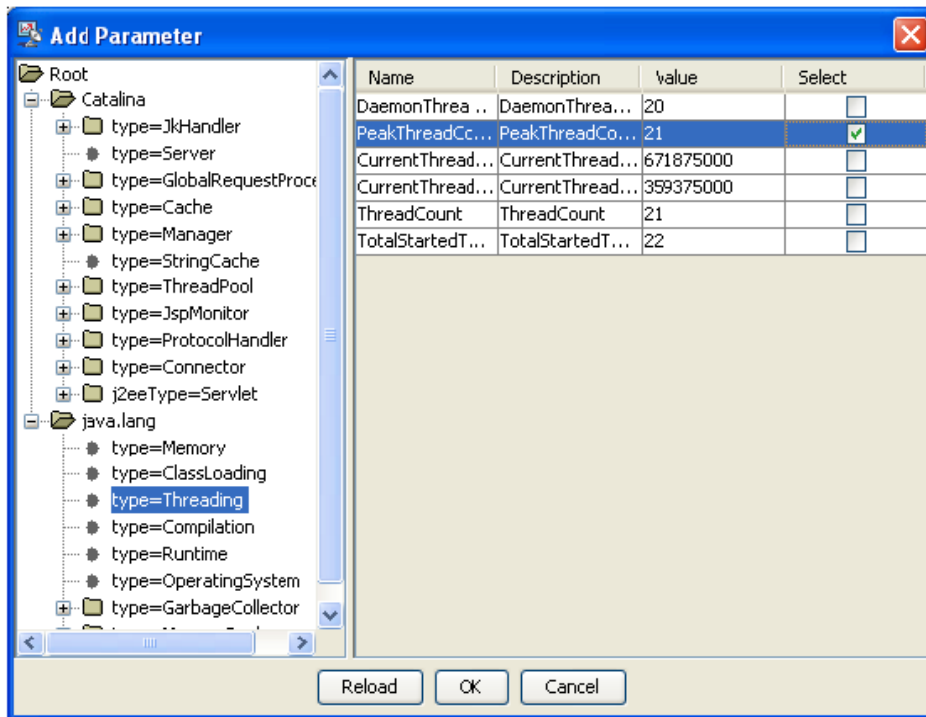 Add Parameter
Root
Catalina
type=JkHandler
type=Server
type=GlobalRequestProce
type=Cache
type=Manager
type=StringCache
type=ThreadPool
type=JspMonitor
type=ProtocolHandler
type=Connector
j2eeType=Servlet
java.lang
type=Memory
type=ClassLoading
type=Threading
type=Compilation
type=Runtime
type=OperatingSystem
type=GarbageCollector
Name Description Value Select
DaemonThrea ... DaemonThrea... 20
PeakThreadCc... PeakThreadCo... 21
CurrentThread... CurrentThread... 671875000
CurrentThread... CurrentThread... 359375000
ThreadCount ThreadCount 21
TotalStartedT... TotalStartedT... 22
Reload OK Cancel